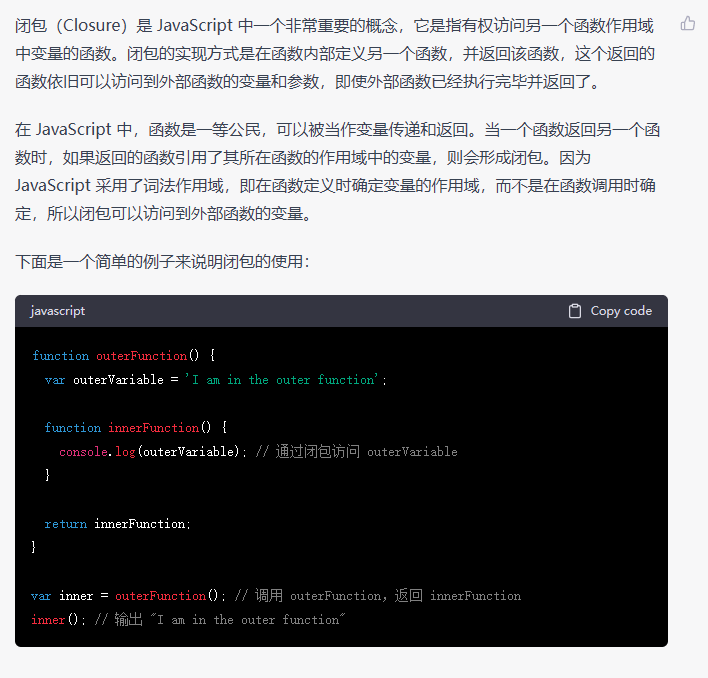 闭包（Closure）是 JavaScript 中一个非常重要的概念，它是指有权访问另一个函数作用域
中变量的函数。闭包的实现方式是在函数内部定义另一个函数，并返回该函数，这个返回的
函数依旧可以访问到外部函数的变量和参数，即使外部函数已经执行完毕并返回了。
在 JavaScript 中，函数是一等公民，可以被当作变量传递和返回。当一个函数返回另一个函
数时，如果返回的函数引用了其所在函数的作用域中的变量，则会形成闭包。因为
JavaScript 采用了词法作用域，即在函数定义时确定变量的作用域，而不是在函数调用时确
定，所以闭包可以访问到外部函数的变量。
下面是一个简单的例子来说明闭包的使用：
javascript Copy code
function outerFunction() {
  var outerVariable = 'I am in the outer function';
  function innerFunction() {
    console.log(outerVariable); // 通过闭包访问 outerVariable
  }
  return innerFunction;
}
var inner = outerFunction(); // 调用 outerFunction，返回 innerFunction
inner(); // 输出 "I am in the outer function"